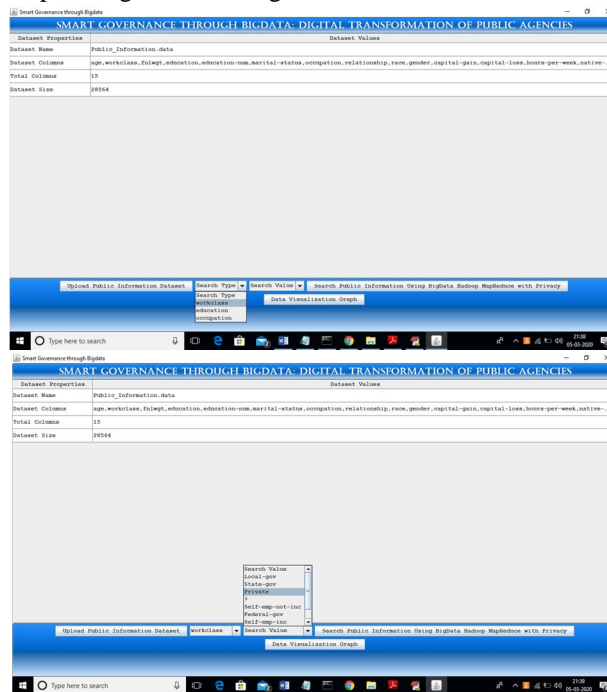 Smart Governance through Bigdata
SMART GOVERNANCE THROUGH BIGDATA: DIGITAL TRANSFORMATION OF PUBLIC AGENCIES
Dataset Properties Dataset Values
Dataset Name Public_Information.data
Dataset Columns age,workclass,fnlwgt,education,education-num,marital-status,occupation,relationship,race,gender,capital-gain,capital-loss,hours-per-week,native-..
Total Columns 15
Dataset Size 28564
Upload Public Information Dataset Search Type Search Value Search Public Information Using BigData Hadoop MapReduce with Privacy
Search Type
workclass
education
occupation
Data Visualization Graph
Type here to search
21:38
05-03-2020
Smart Governance through Bigdata
SMART GOVERNANCE THROUGH BIGDATA: DIGITAL TRANSFORMATION OF PUBLIC AGENCIES
Dataset Properties Dataset Values
Dataset Name Public_Information.data
Dataset Columns age,workclass,fnlwgt,education,education-num,marital-status,occupation,relationship,race,gender,capital-gain,capital-loss,hours-per-week,native-..
Total Columns 15
Dataset Size 28564
Search Value
Local-gov
State-gov
Private
?
Self-emp-not-inc
Federal-gov
Self-emp-inc
Upload Public Information Dataset workclass Search Value Search Public Information Using BigData Hadoop MapReduce with Privacy
Data Visualization Graph
Type here to search
21:39
05-03-2020